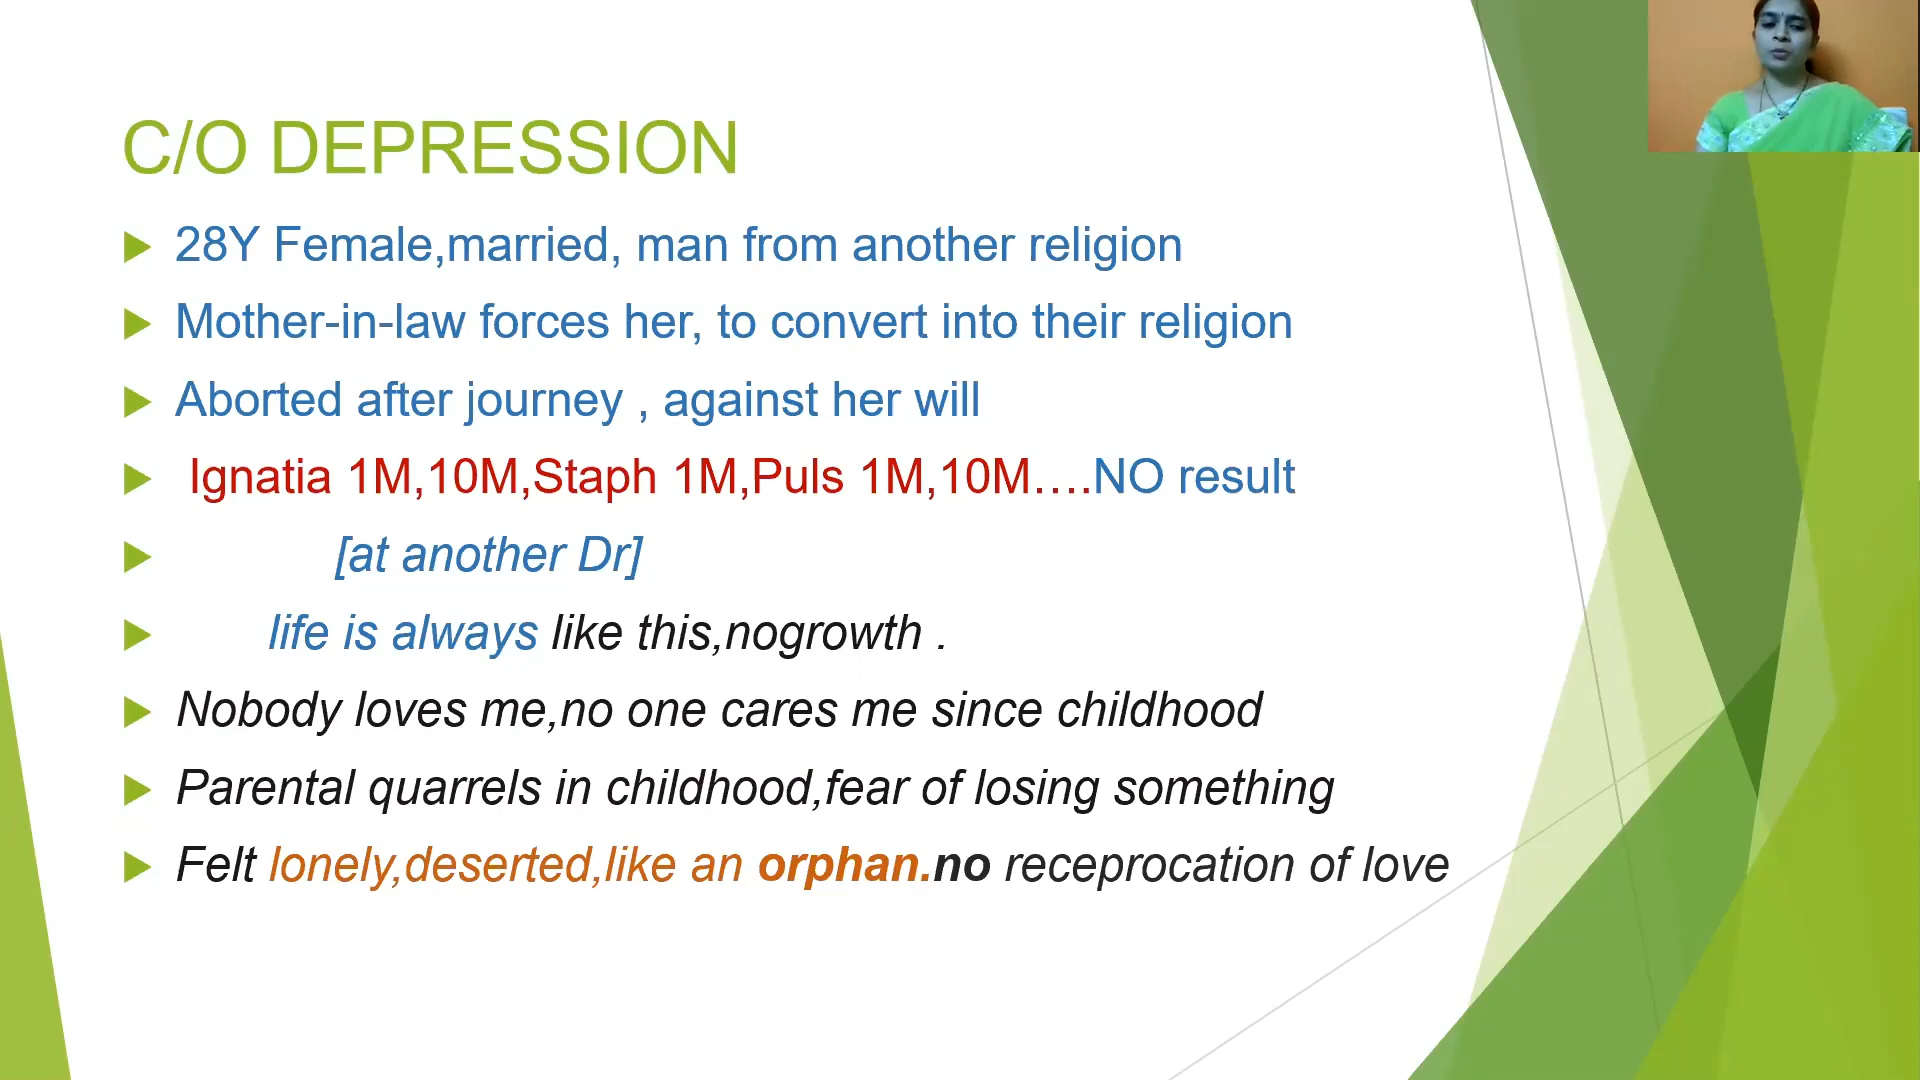 C/O DEPRESSION
28Y Female,married, man from another religion
Mother-in-law forces her, to convert into their religion
Aborted after journey , against her will
Ignatia 1M,10M,Staph 1M,Puls 1M,10M....NO result
[at another Dr]
life is always like this,nogrowth .
Nobody loves me,no one cares me since childhood
Parental quarrels in childhood,fear of losing something
Felt lonely,deserted,like an orphan.no receprocation of love